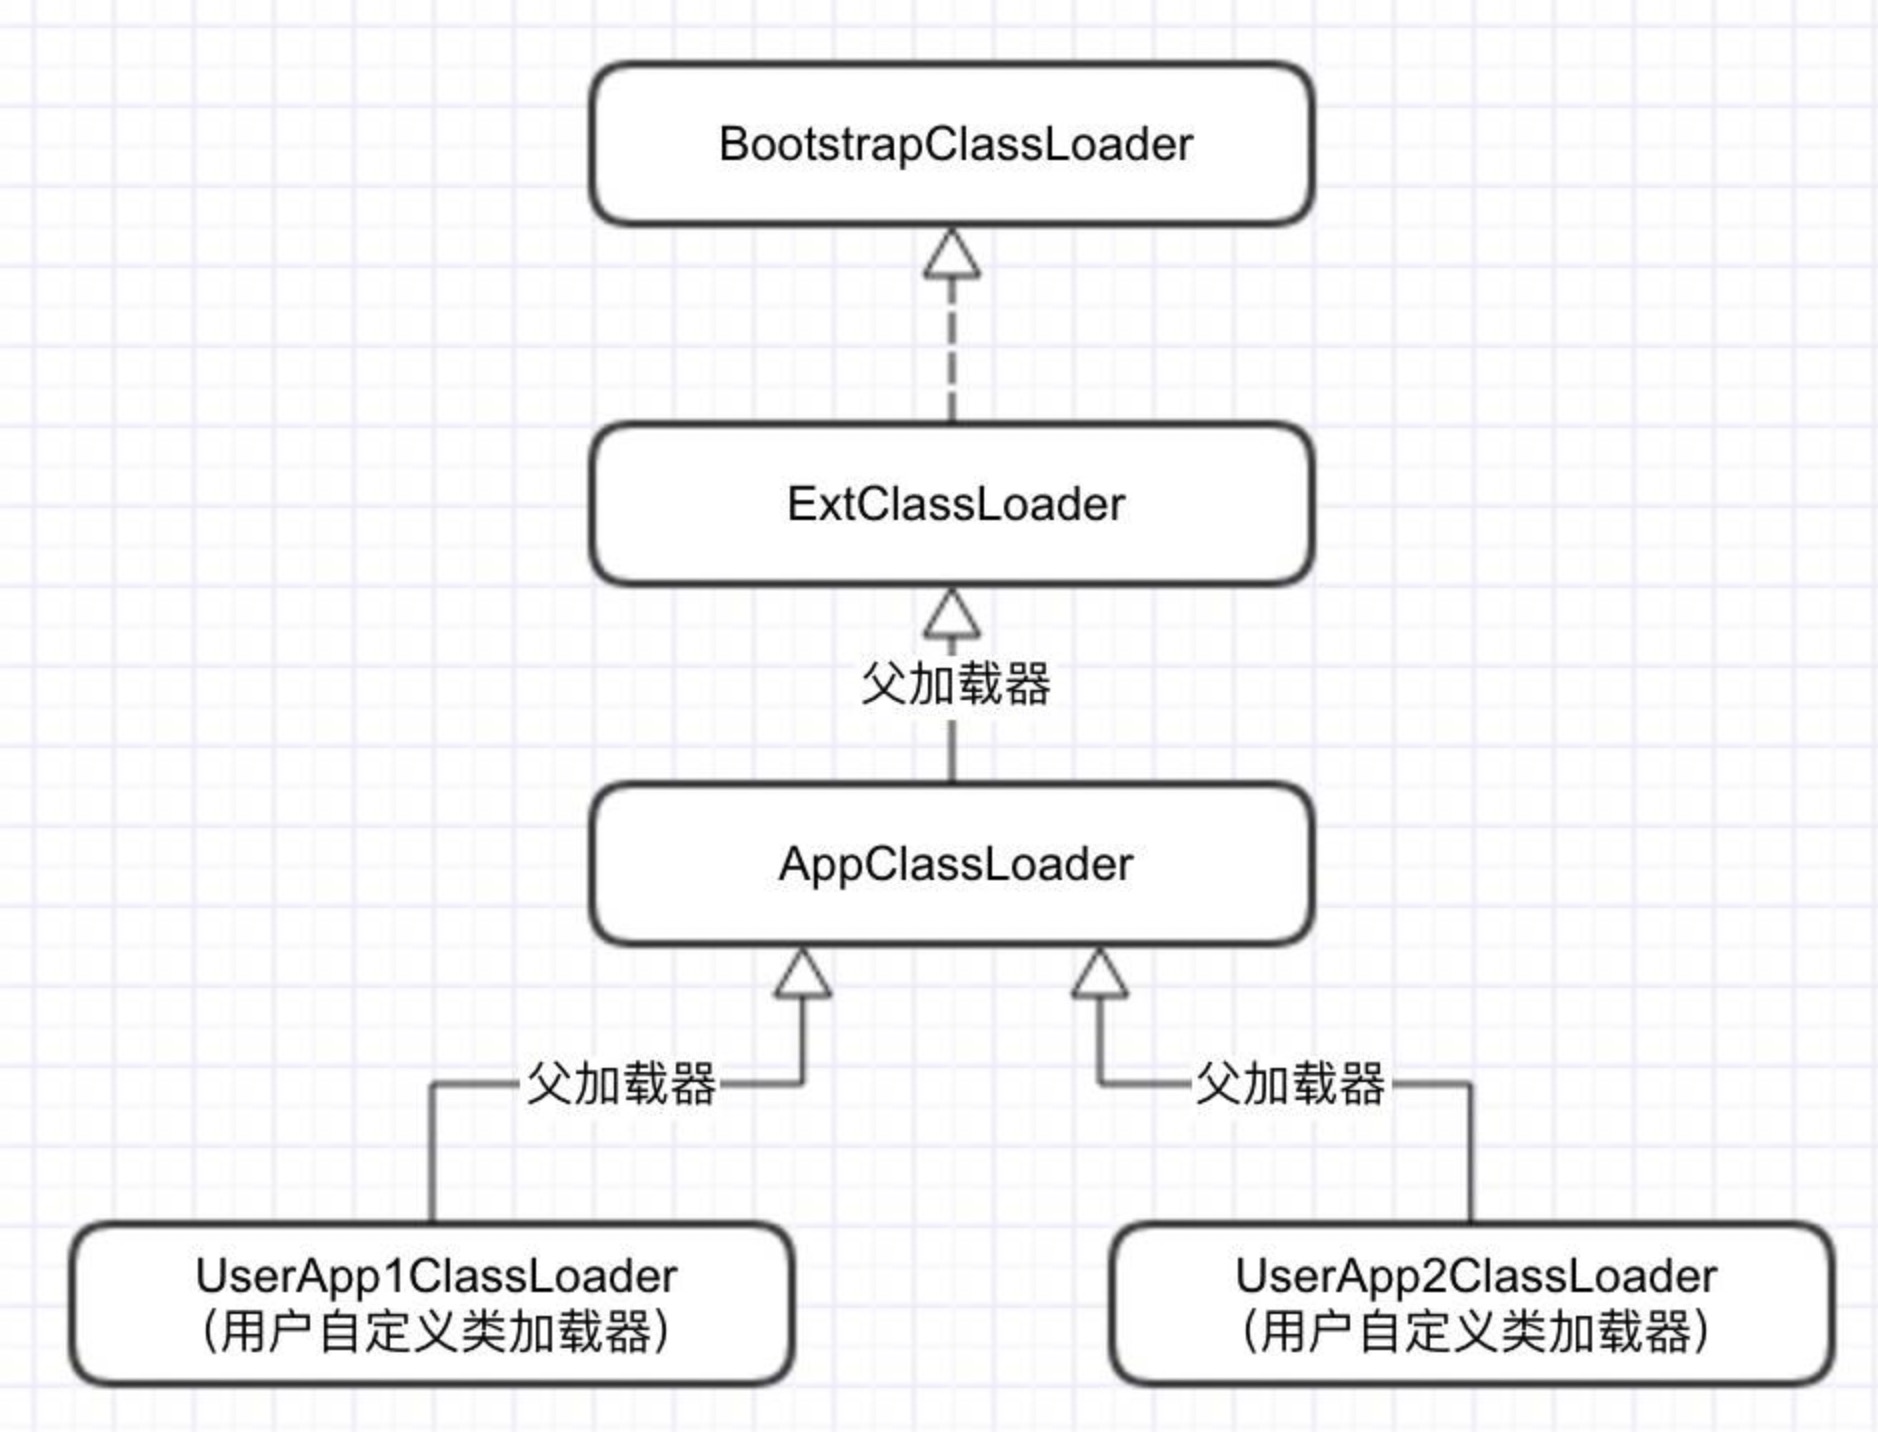 BootstrapClassLoader
ExtClassLoader
父加载器
AppClassLoader
父加载器
父加载器
UserApp1ClassLoader
（用户自定义类加载器）
UserApp2ClassLoader
（用户自定义类加载器）